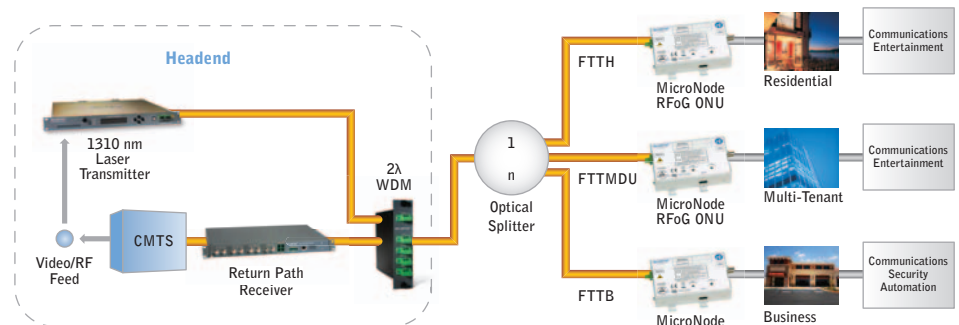 Headend
1310 nm
Laser
Transmitter
2λ
WDM
CMTS
Video/RF
Feed
Return Path
Receiver
1
n
Optical
Splitter
FTTH
MicroNode
RFoG ONU
Residential
Communications
Entertainment
FTTMDU
MicroNode
RFoG ONU
Multi-Tenant
Communications
Entertainment
FTTB
MicroNode
Business
Communications
Security
Automation